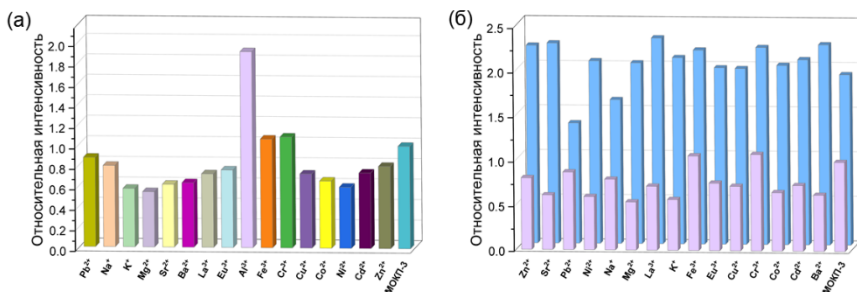 (а)
Относительная интенсивность
2.0
1.8
1.6
1.4
1.2
1.0
0.8
0.6
0.4
0.2
0.0
Pb²⁺ Na⁺ K⁺ Mg²⁺ Sr²⁺ Ba²⁺ La³⁺ Eu³⁺ Al³⁺ Fe³⁺ Cr³⁺ Cu²⁺ Co²⁺ Ni²⁺ Cd²⁺ Zn²⁺ МОКП-3
(б)
Относительная интенсивность
2.5
2.0
1.5
1.0
0.5
0.0
Zn²⁺ Sr²⁺ Pb²⁺ Ni²⁺ Na⁺ Mg²⁺ La³⁺ K⁺ Fe³⁺ Eu³⁺ Cu²⁺ Cr³⁺ Co²⁺ Cd²⁺ Ba²⁺ МОКП-3